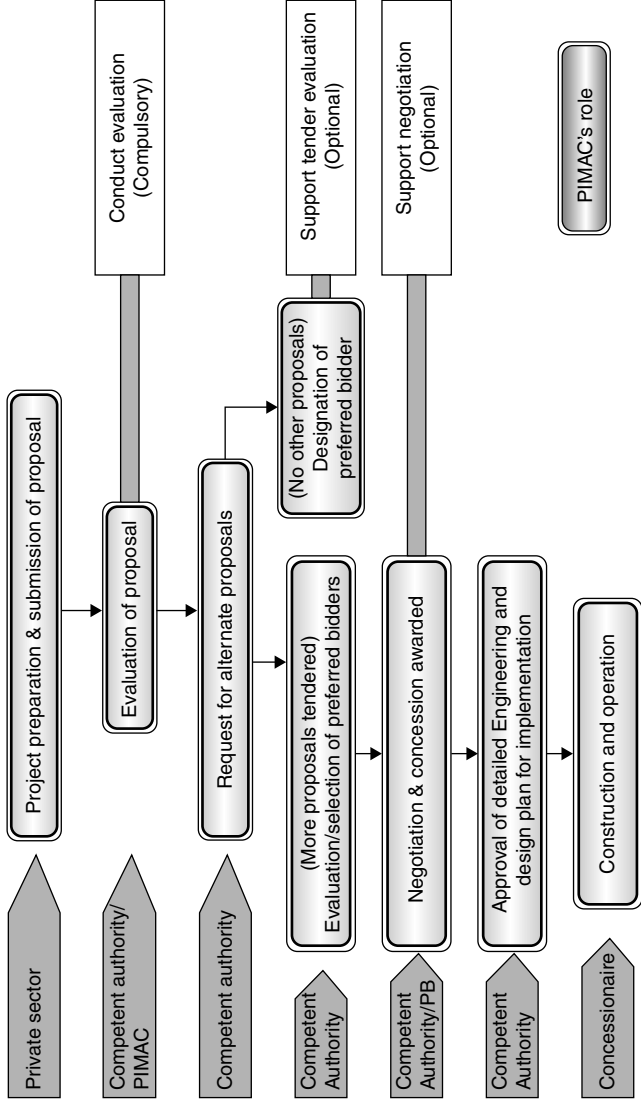 Private sector
Project preparation & submission of proposal
Competent authority/
PIMAC
Evaluation of proposal
Conduct evaluation
(Compulsory)
Competent authority
Request for alternate proposals
Competent
Authority
(More proposals tendered)
Evaluation/selection of preferred bidders
(No other proposals)
Designation of
preferred bidder
Support tender evaluation
(Optional)
Competent
Authority/PB
Negotiation & concession awarded
Support negotiation
(Optional)
Competent
Authority
Approval of detailed Engineering and
design plan for implementation
Concessionaire
Construction and operation
PIMAC's role